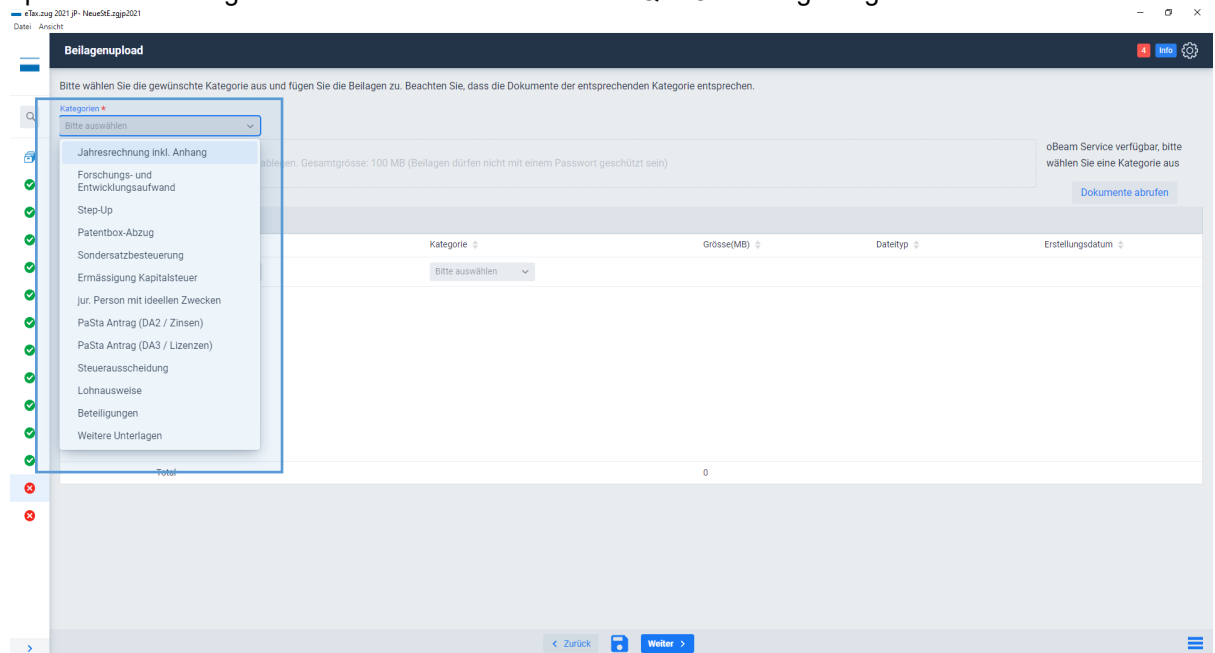 eTax.zug 2021 jP- NeueStE.zgjp2021
Datei Ansicht
Beilagenupload
4 Info
Bitte wählen Sie die gewünschte Kategorie aus und fügen Sie die Beilagen zu. Beachten Sie, dass die Dokumente der entsprechenden Kategorie entsprechen.
Kategorien *
Bitte auswählen
Jahresrechnung inkl. Anhang
Forschungs- und
Entwicklungsaufwand
Step-Up
Patentbox-Abzug
Sondersatzbesteuerung
Ermässigung Kapitalsteuer
jur. Person mit ideellen Zwecken
PaSta Antrag (DA2 / Zinsen)
PaSta Antrag (DA3 / Lizenzen)
Steuerausscheidung
Lohnausweise
Beteiligungen
Weitere Unterlagen
ablegen. Gesamtgrösse: 100 MB (Beilagen dürfen nicht mit einem Passwort geschützt sein)
oBeam Service verfügbar, bitte
wählen Sie eine Kategorie aus
Dokumente abrufen
Kategorie Grösse(MB) Dateityp Erstellungsdatum
Bitte auswählen
Total 0
< Zurück Weiter >